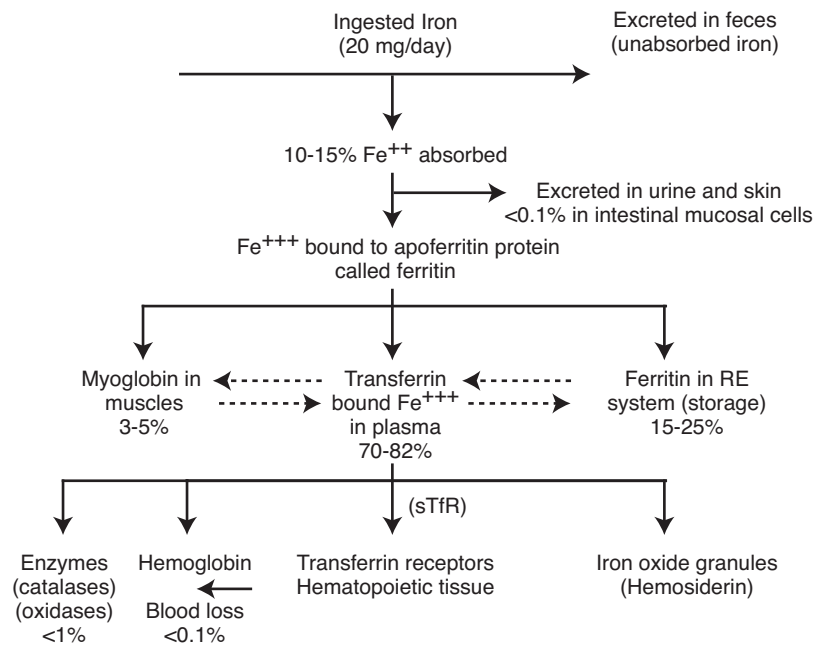 Ingested Iron
(20 mg/day)
Excreted in feces
(unabsorbed iron)
10-15% Fe++ absorbed
Excreted in urine and skin
<0.1% in intestinal mucosal cells
Fe+++ bound to apoferritin protein
called ferritin
Myoglobin in
muscles
3-5%
Transferrin
bound Fe+++
in plasma
70-82%
Ferritin in RE
system (storage)
15-25%
(sTfR)
Enzymes
(catalases)
(oxidases)
<1%
Hemoglobin
Blood loss
<0.1%
Transferrin receptors
Hematopoietic tissue
Iron oxide granules
(Hemosiderin)